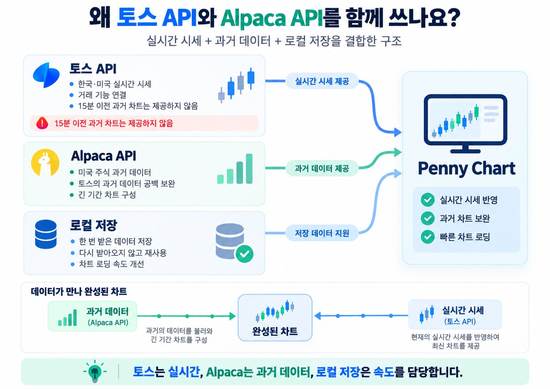 왜 토스 API와 Alpaca API를 함께 쓰나요?
실시간 시세 + 과거 데이터 + 로컬 저장을 결합한 구조
토스 API
• 한국·미국 실시간 시세
• 거래 기능 연결
• 15분 이전 과거 차트는 제공하지 않음
15분 이전 과거 차트는 제공하지 않음
실시간 시세 제공
Alpaca API
• 미국 주식 과거 데이터
• 토스의 과거 데이터 공백 보완
• 긴 기간 차트 구성
과거 데이터 제공
로컬 저장
• 한 번 받은 데이터 저장
• 다시 받아오지 않고 재사용
• 차트 로딩 속도 개선
저장 데이터 지원
Penny Chart
실시간 시세 반영
과거 차트 보완
빠른 차트 로딩
데이터가 만나 완성된 차트
과거 데이터
(Alpaca API)
과거의 데이터를 불러와
긴 기간 차트를 구성
완성된 차트
실시간 시세
(토스 API)
현재의 실시간 시세를 반영하여
최신 차트를 제공
토스는 실시간, Alpaca는 과거 데이터, 로컬 저장은 속도를 담당합니다.